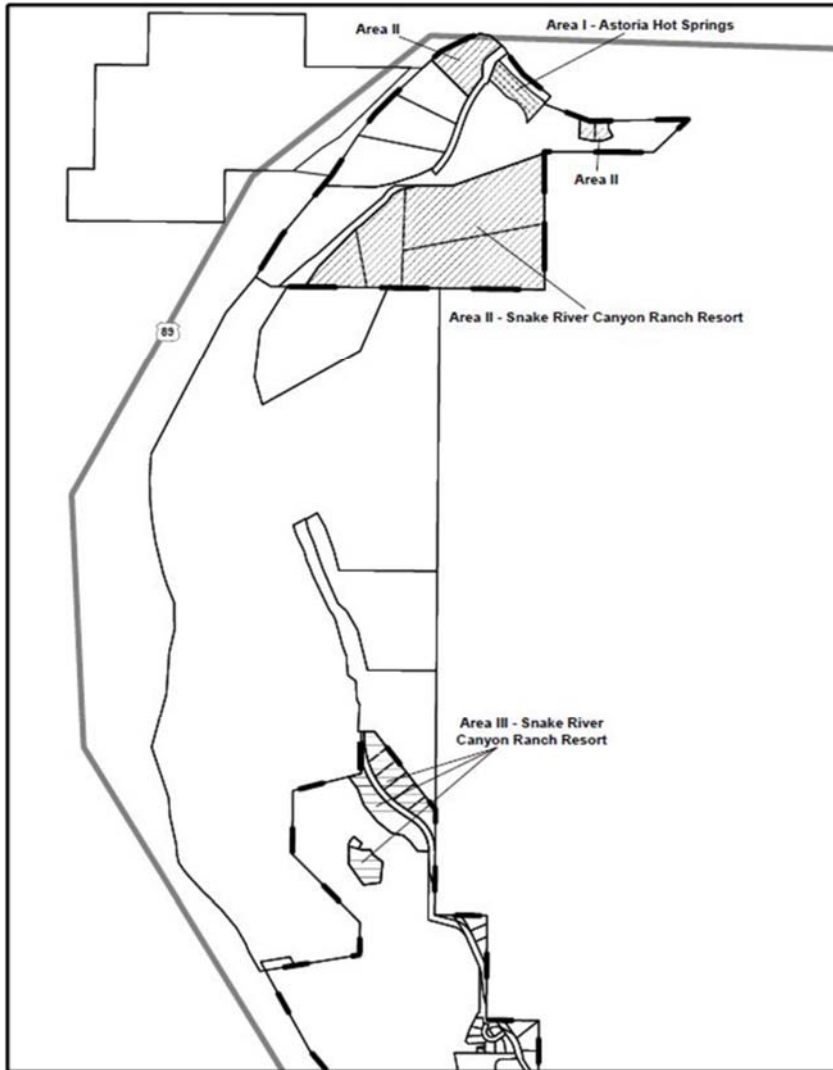 Area II
Area I - Astoria Hot Springs
Area II
Area II - Snake River Canyon Ranch Resort
89
Area III - Snake River
Canyon Ranch Resort